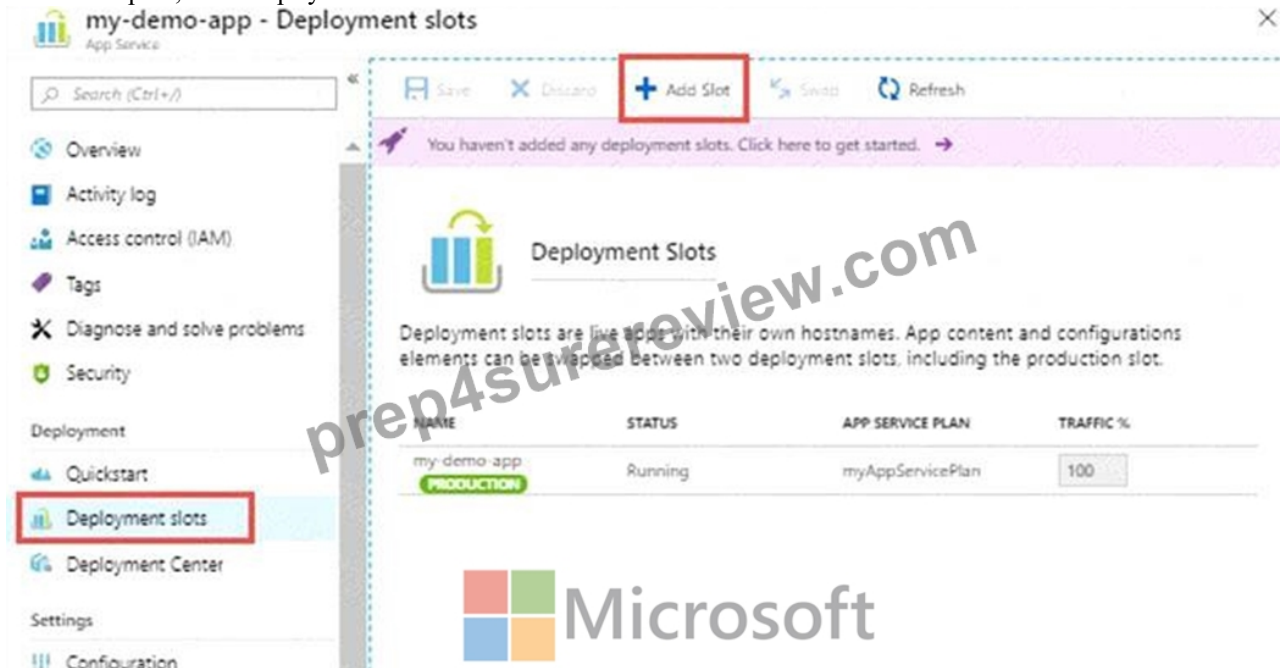 my-demo-app - Deployment slots
App Service
Search (Ctrl+/)
Overview
Activity log
Access control (IAM)
Tags
Diagnose and solve problems
Security
Deployment
Quickstart
Deployment slots
Deployment Center
Settings
Configuration
Save Discard Add Slot Swap Refresh
You haven't added any deployment slots. Click here to get started.
Deployment Slots
Deployment slots are live apps with their own hostnames. App content and configurations
elements can be swapped between two deployment slots, including the production slot.
NAME STATUS APP SERVICE PLAN TRAFFIC %
my-demo-app Running myAppServicePlan 100
PRODUCTION
prep4surereview.com
Microsoft